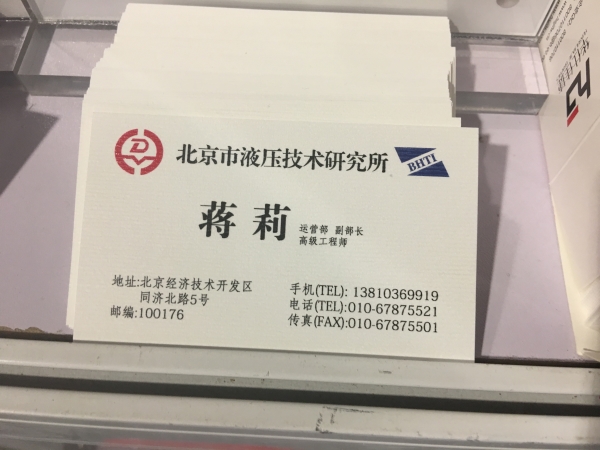 北京市液压技术研究所
BHTI
蒋莉
运营部 副部长
高级工程师
地址:北京经济技术开发区
同济北路5号
邮编:100176
手机(TEL): 13810369919
电话(TEL):010-67875521
传真(FAX):010-67875501